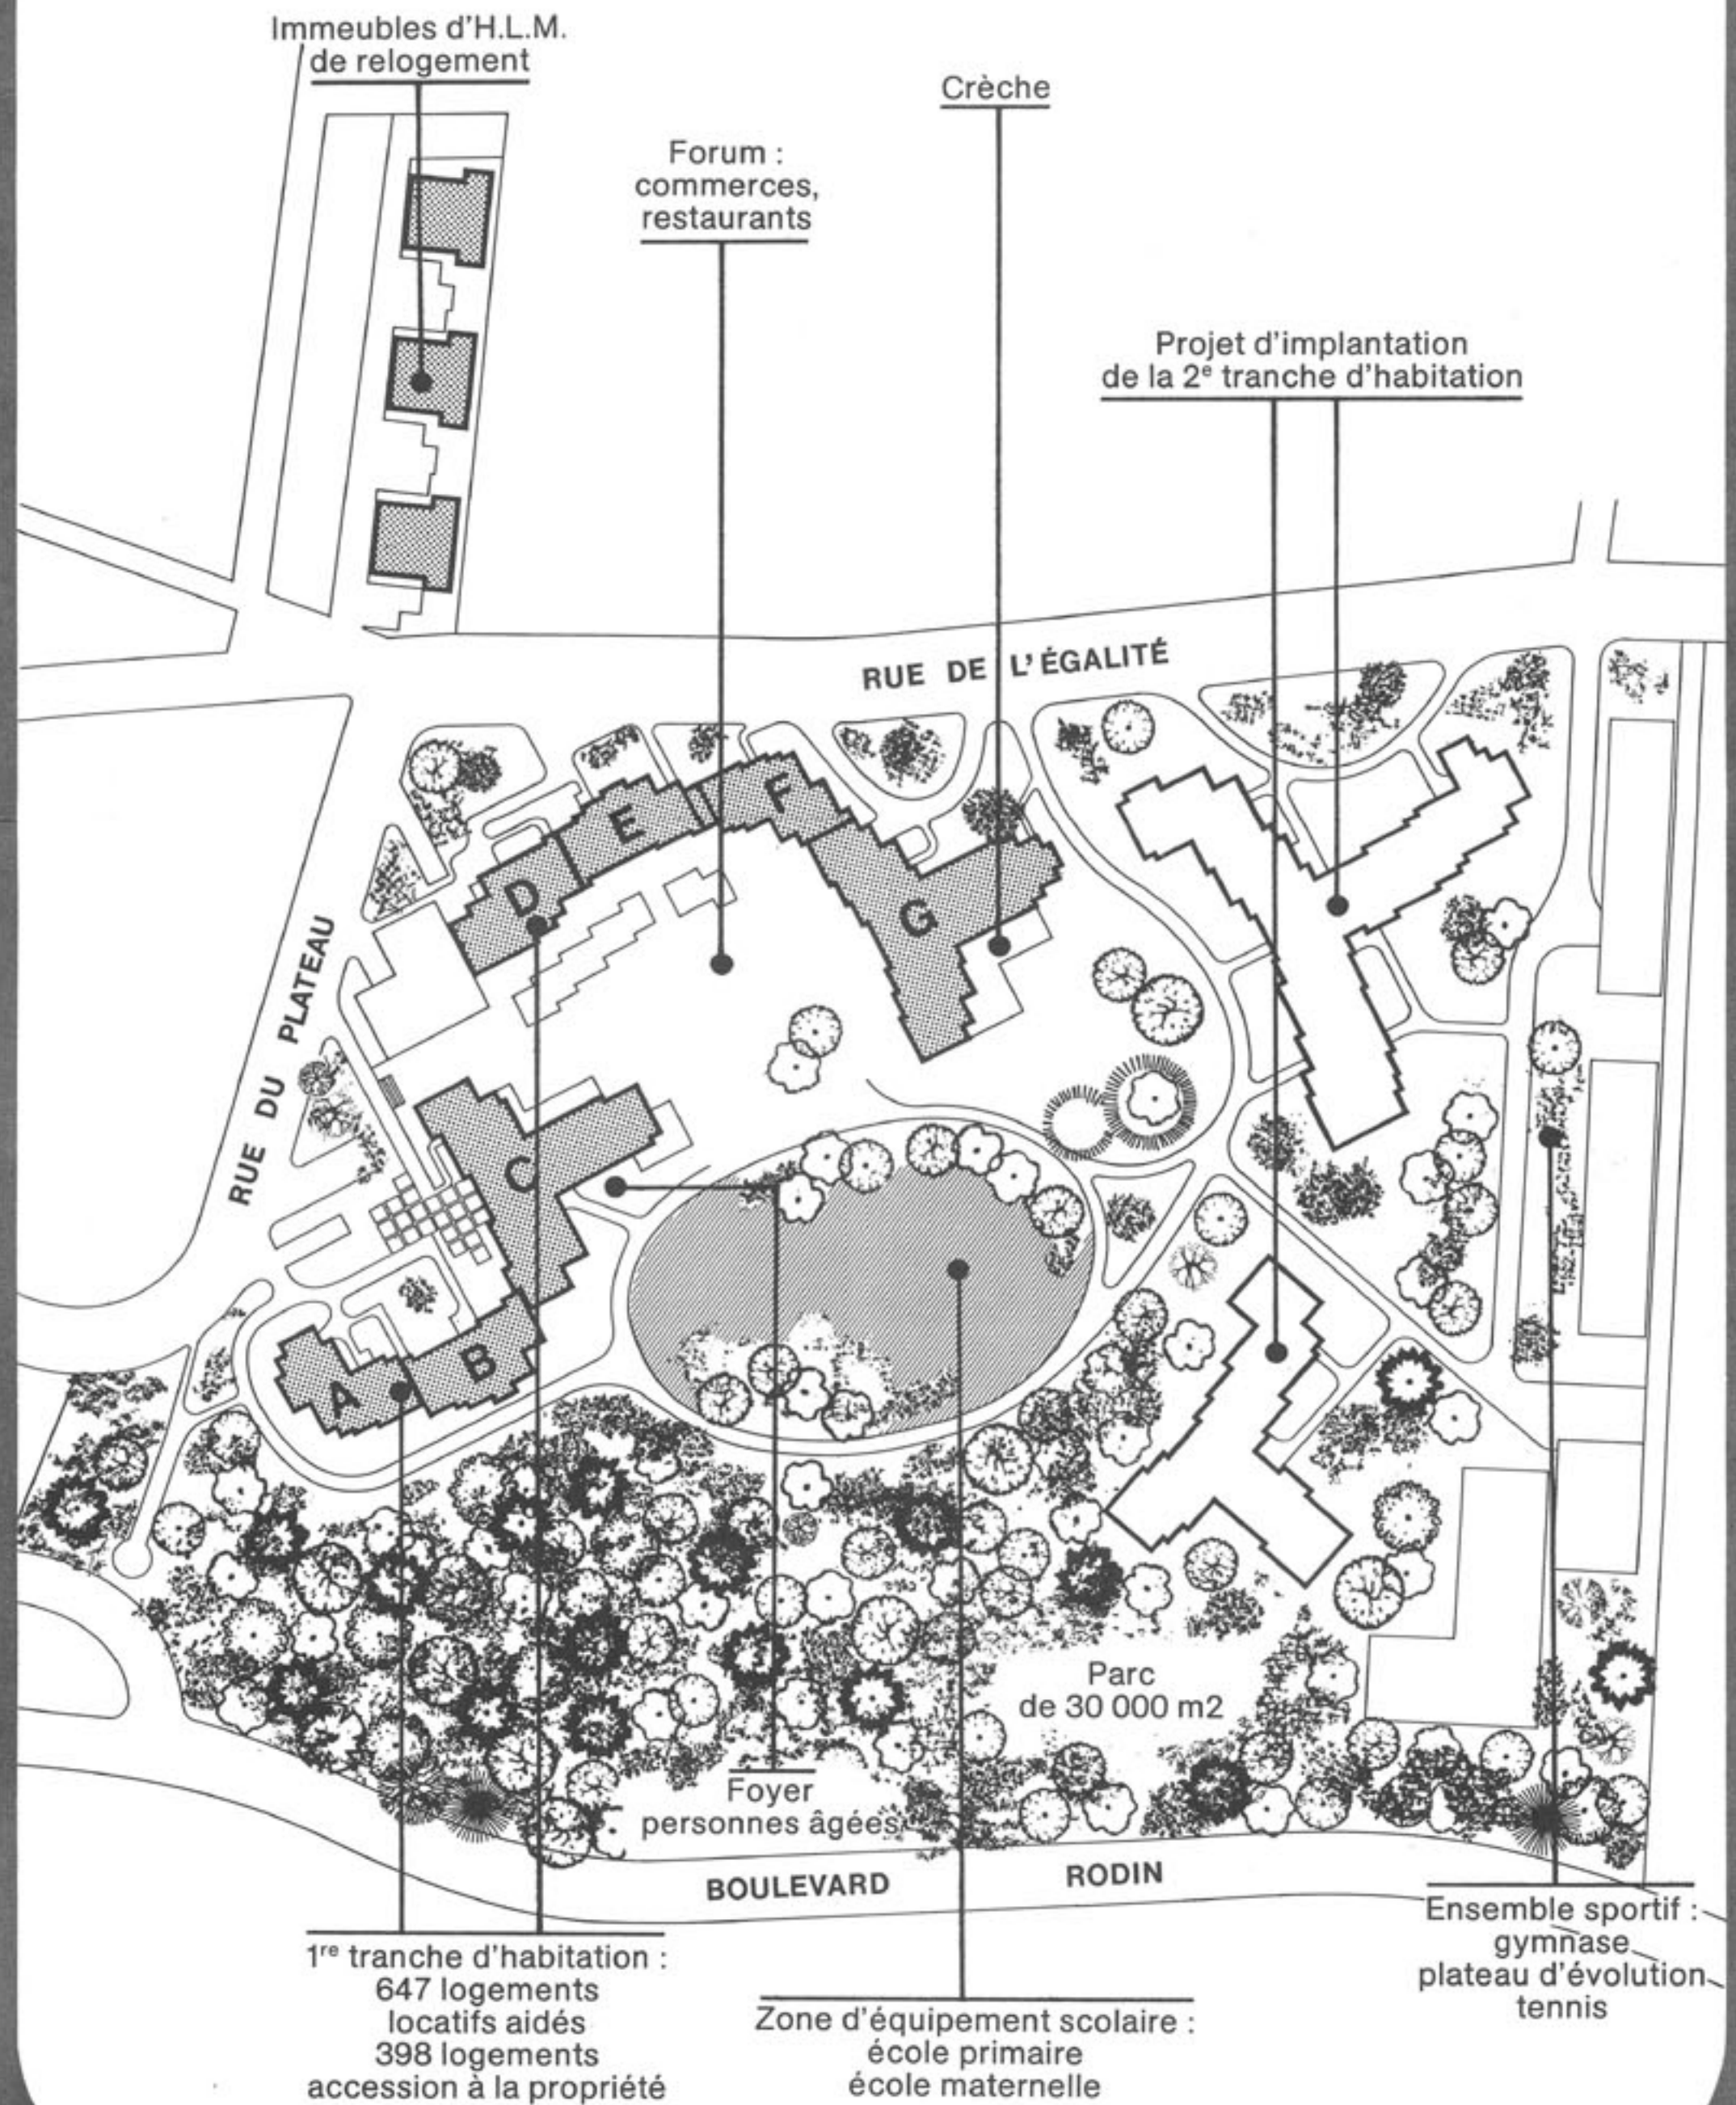 Immeubles d'H.L.M.
de relogement
Crèche
Forum :
commerces,
restaurants
Projet d'implantation
de la 2e tranche d'habitation
RUE DE L'ÉGALITÉ
RUE DU PLATEAU
F
E
D
G
C
B
A
Parc
de 30 000 m2
Foyer
personnes âgées
BOULEVARD RODIN
1re tranche d'habitation :
647 logements
locatifs aidés
398 logements
accession à la propriété
Zone d'équipement scolaire :
école primaire
école maternelle
Ensemble sportif :
gymnase
plateau d'évolution
tennis